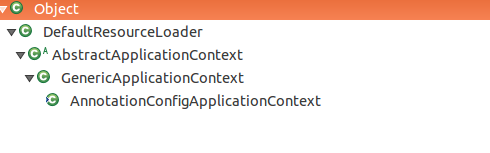 Object
DefaultResourceLoader
AbstractApplicationContext
GenericApplicationContext
AnnotationConfigApplicationContext